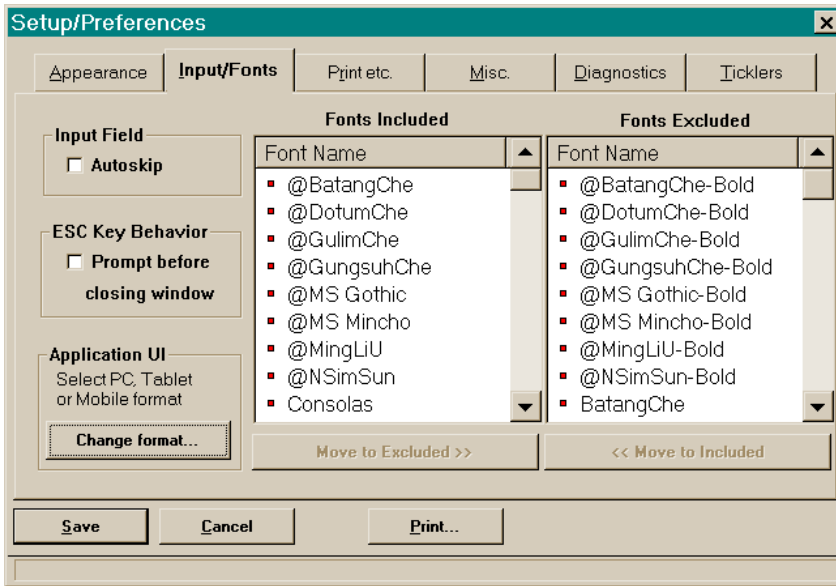 Setup/Preferences
Appearance
Input/Fonts
Print etc.
Misc.
Diagnostics
Ticklers
Input Field
Autoskip
ESC Key Behavior
Prompt before
closing window
Application UI
Select PC, Tablet
or Mobile format
Change format...
Fonts Included
Font Name
@BatangChe
@DotumChe
@GulimChe
@GungsuhChe
@MS Gothic
@MS Mincho
@MingLiU
@NSimSun
Consolas
Move to Excluded >>
Fonts Excluded
Font Name
@BatangChe-Bold
@DotumChe-Bold
@GulimChe-Bold
@GungsuhChe-Bold
@MS Gothic-Bold
@MS Mincho-Bold
@MingLiU-Bold
@NSimSun-Bold
BatangChe
<< Move to Included
Save
Cancel
Print...